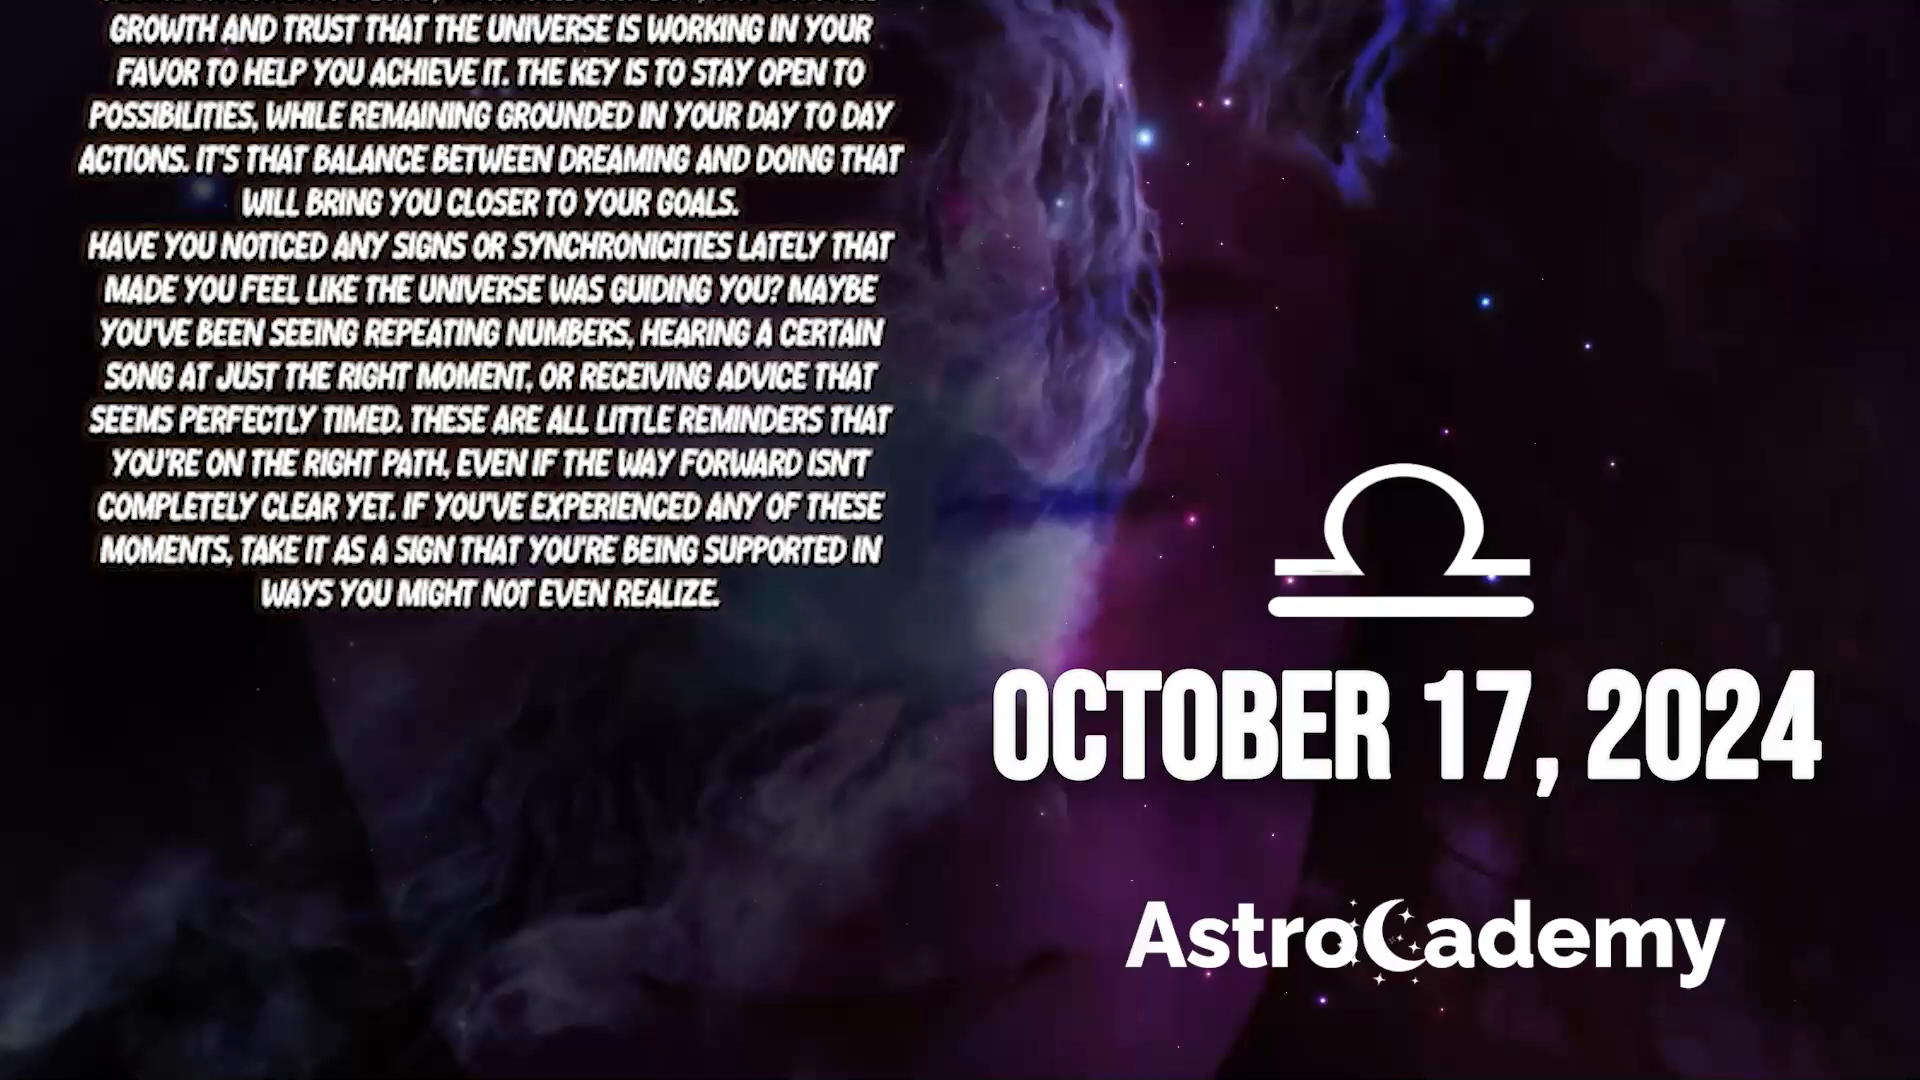 GROWTH AND TRUST THAT THE UNIVERSE IS WORKING IN YOUR
FAVOR TO HELP YOU ACHIEVE IT. THE KEY IS TO STAY OPEN TO
POSSIBILITIES, WHILE REMAINING GROUNDED IN YOUR DAY TO DAY
ACTIONS. IT'S THAT BALANCE BETWEEN DREAMING AND DOING THAT
WILL BRING YOU CLOSER TO YOUR GOALS.
HAVE YOU NOTICED ANY SIGNS OR SYNCHRONICITIES LATELY THAT
MADE YOU FEEL LIKE THE UNIVERSE WAS GUIDING YOU? MAYBE
YOU'VE BEEN SEEING REPEATING NUMBERS, HEARING A CERTAIN
SONG AT JUST THE RIGHT MOMENT, OR RECEIVING ADVICE THAT
SEEMS PERFECTLY TIMED. THESE ARE ALL LITTLE REMINDERS THAT
YOU'RE ON THE RIGHT PATH, EVEN IF THE WAY FORWARD ISN'T
COMPLETELY CLEAR YET. IF YOU'VE EXPERIENCED ANY OF THESE
MOMENTS, TAKE IT AS A SIGN THAT YOU'RE BEING SUPPORTED IN
WAYS YOU MIGHT NOT EVEN REALIZE.
OCTOBER 17, 2024
AstroCademy